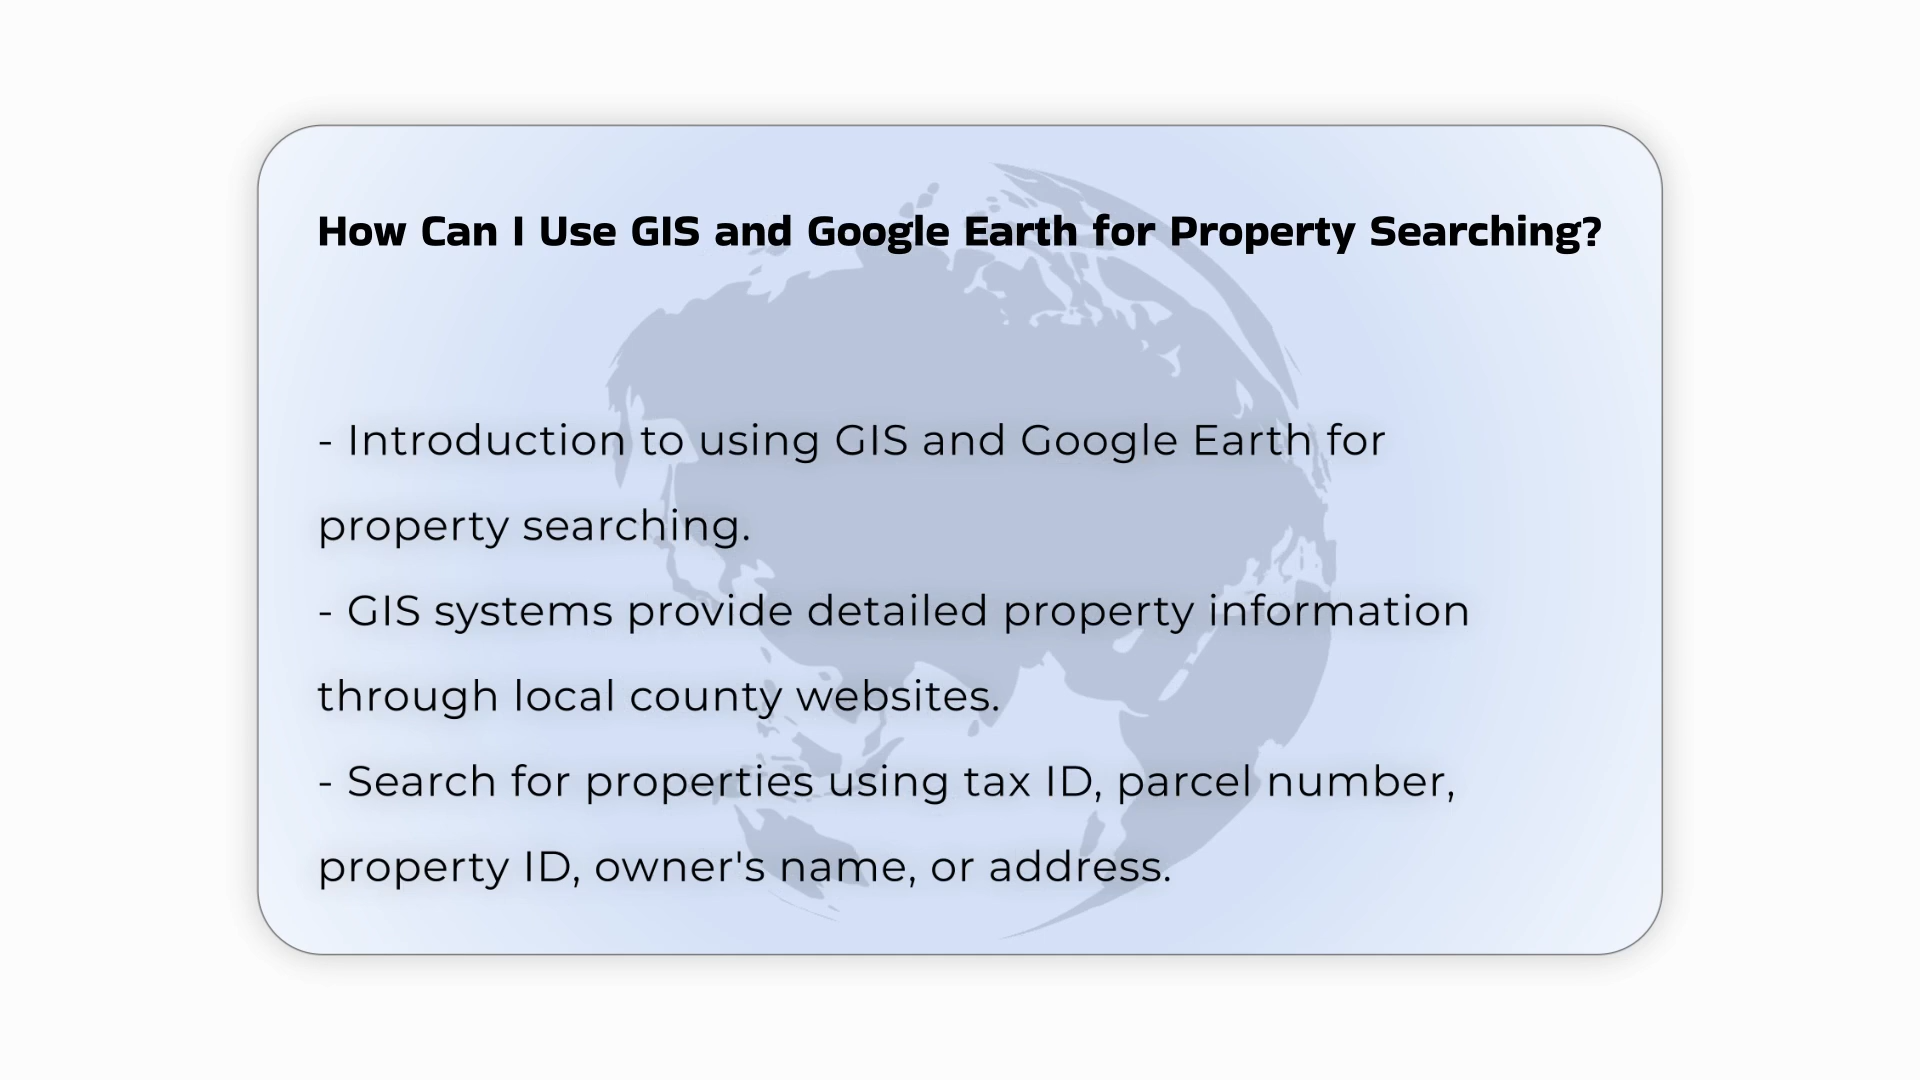 How Can I Use GIS and Google Earth for Property Searching?
- Introduction to using GIS and Google Earth for
property searching.
- GIS systems provide detailed property information
through local county websites.
- Search for properties using tax ID, parcel number,
property ID, owner's name, or address.